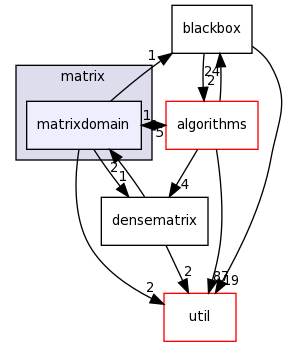 blackbox
1
matrix
24
2
matrixdomain
1
5
algorithms
2
1
4
densematrix
2
87
19
2
util